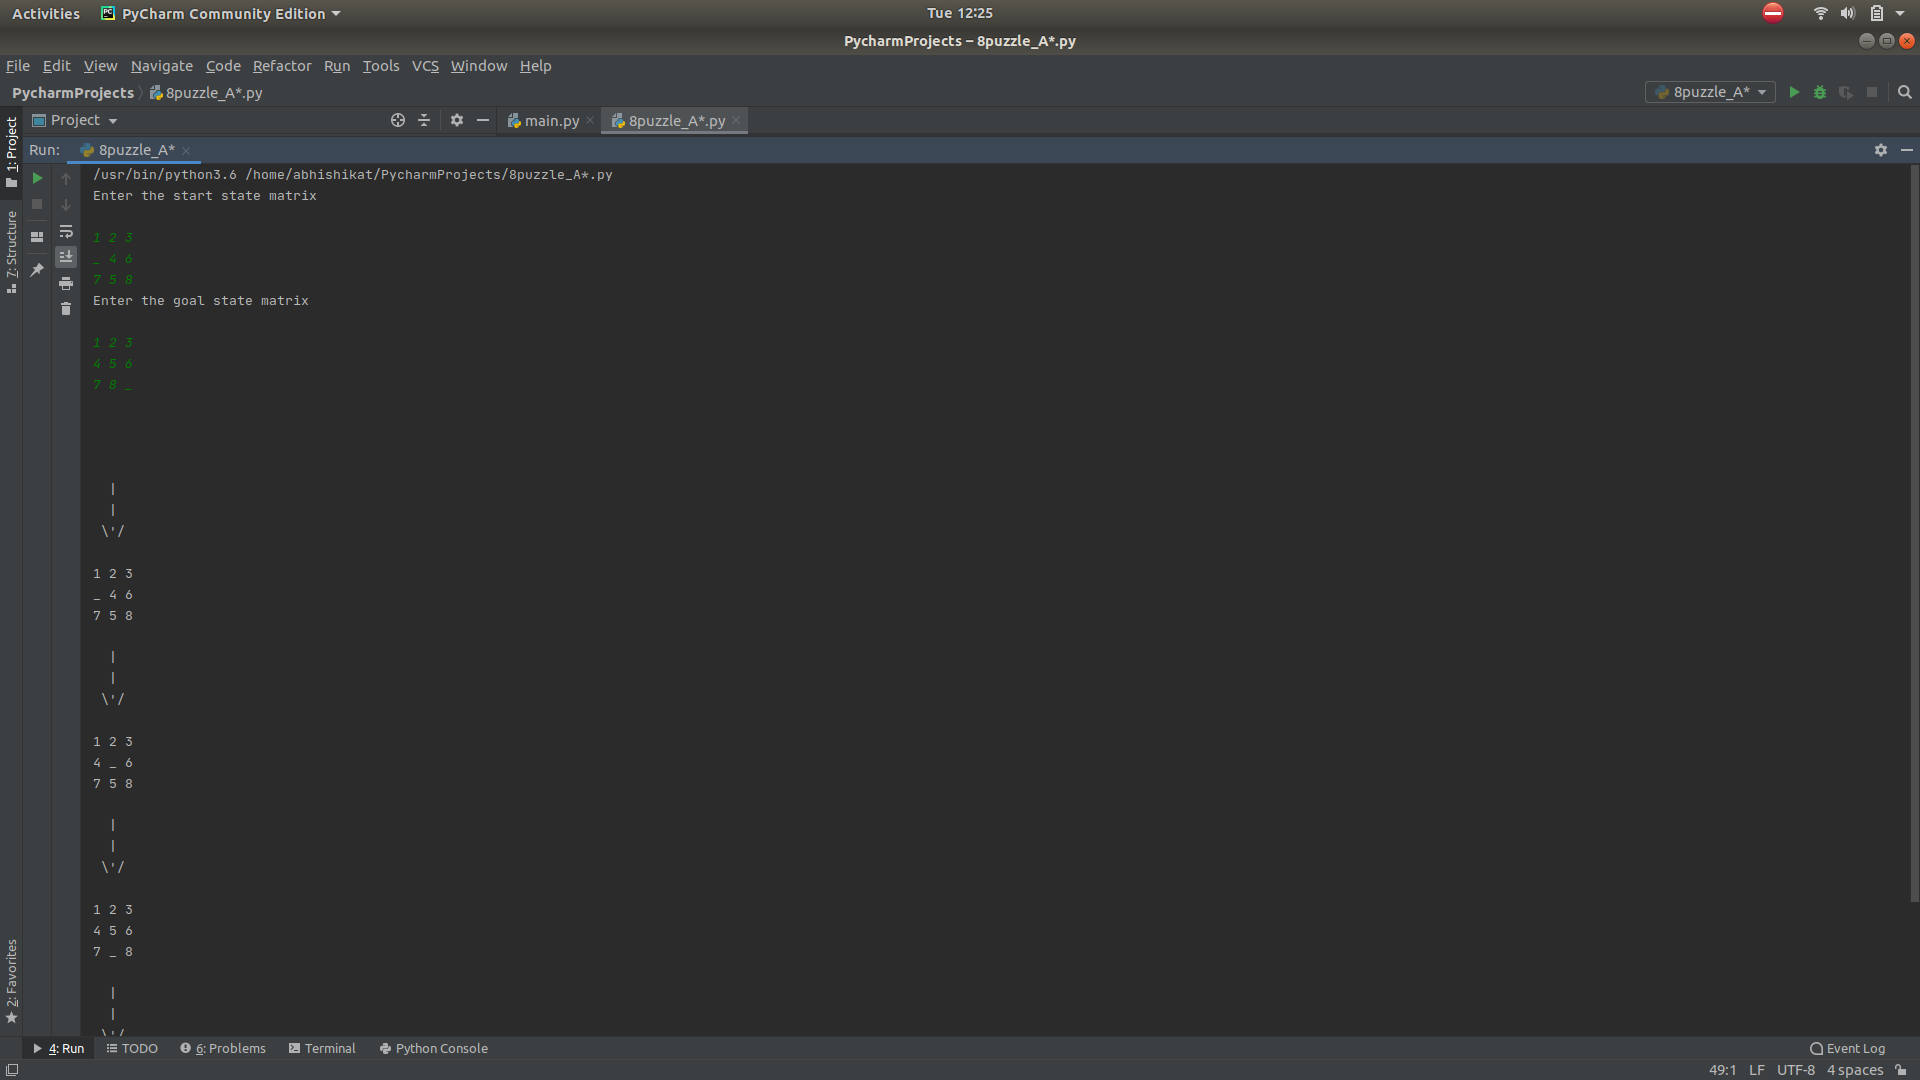 Activities PyCharm Community Edition Tue 12:25
PycharmProjects – 8puzzle_A*.py
File Edit View Navigate Code Refactor Run Tools VCS Window Help
PycharmProjects 8puzzle_A*.py 8puzzle_A*
Project main.py 8puzzle_A*.py
Run: 8puzzle_A*
1: Project
7: Structure
2: Favorites
/usr/bin/python3.6 /home/abhishikat/PycharmProjects/8puzzle_A*.py
Enter the start state matrix
1 2 3
_ 4 6
7 5 8
Enter the goal state matrix
1 2 3
4 5 6
7 8 _
|
|
\'/
1 2 3
_ 4 6
7 5 8
|
|
\'/
1 2 3
4 _ 6
7 5 8
|
|
\'/
1 2 3
4 5 6
7 _ 8
|
|
\'/
4: Run TODO 6: Problems Terminal Python Console Event Log
49:1 LF UTF-8 4 spaces